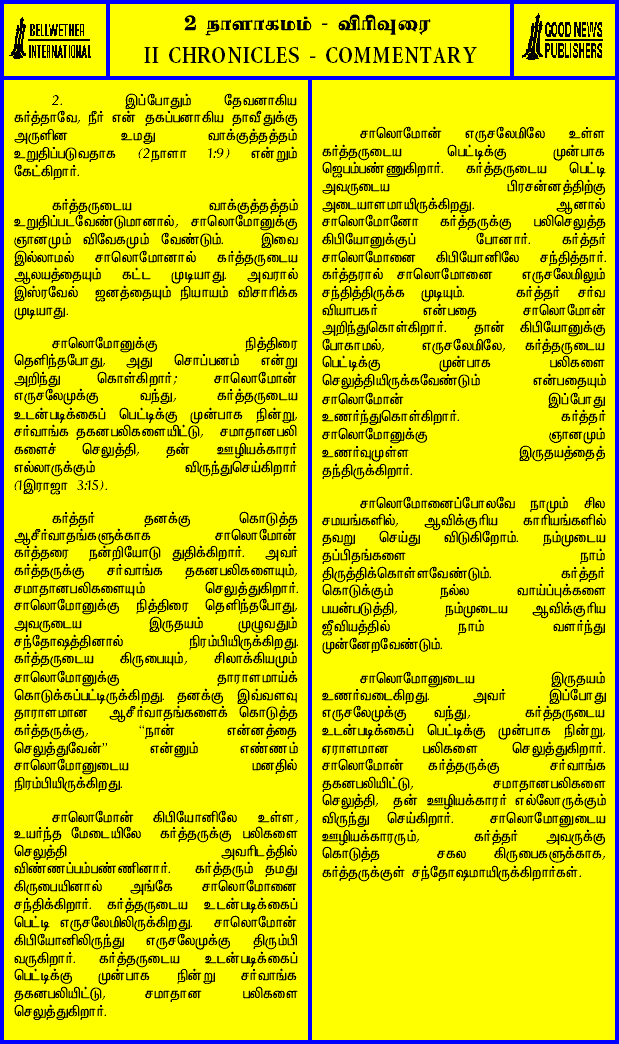 BELLWETHER
INTERNATIONAL
2 நாளாகமம் - விரிவுரை
II CHRONICLES - COMMENTARY
GOOD NEWS
PUBLISHERS
2. இப்போதும் தேவனாகிய
கர்த்தாவே, நீர் என் தகப்பனாகிய தாவீதுக்கு
அருளின உமது வாக்குத்தத்தம்
உறுதிப்படுவதாக (2நாளா 1:9) என்றும்
கேட்கிறார்.
கர்த்தருடைய வாக்குத்தத்தம்
உறுதிப்படவேண்டுமானால், சாலொமோனுக்கு
ஞானமும் விவேகமும் வேண்டும். இவை
இல்லாமல் சாலொமோனால் கர்த்தருடைய
ஆலயத்தையும் கட்ட முடியாது. அவரால்
இஸ்ரவேல் ஜனத்தையும் நியாயம் விசாரிக்க
முடியாது.
சாலொமோனுக்கு நித்திரை
தெளிந்தபோது, அது சொப்பனம் என்று
அறிந்து கொள்கிறார்; சாலொமோன்
எருசலேமுக்கு வந்து, கர்த்தருடைய
உடன்படிக்கைப் பெட்டிக்கு முன்பாக நின்று,
சர்வாங்க தகனபலிகளையிட்டு, சமாதானபலி
களைச் செலுத்தி, தன் ஊழியக்காரர்
எல்லாருக்கும் விருந்துசெய்கிறார்
(1இராஜா 3:15).
கர்த்தர் தனக்கு கொடுத்த
ஆசீர்வாதங்களுக்காக சாலொமோன்
கர்த்தரை நன்றியோடு துதிக்கிறார். அவர்
கர்த்தருக்கு சர்வாங்க தகனபலிகளையும்,
சமாதானபலிகளையும் செலுத்துகிறார்.
சாலொமோனுக்கு நித்திரை தெளிந்தபோது,
அவருடைய இருதயம் முழுவதும்
சந்தோஷத்தினால் நிரம்பியிருக்கிறது.
கர்த்தருடைய கிருபையும், சிலாக்கியமும்
சாலொமோனுக்கு தாராளமாய்க்
கொடுக்கப்பட்டிருக்கிறது. தனக்கு இவ்வளவு
தாராளமான ஆசீர்வாதங்களைக் கொடுத்த
கர்த்தருக்கு, "நான் என்னத்தை
செலுத்துவேன்" என்னும் எண்ணம்
சாலொமோனுடைய மனதில்
நிரம்பியிருக்கிறது.
சாலொமோன் கிபியோனிலே உள்ள,
உயர்ந்த மேடையிலே கர்த்தருக்கு பலிகளை
செலுத்தி அவரிடத்தில்
விண்ணப்பம்பண்ணினார். கர்த்தரும் தமது
கிருபையினால் அங்கே சாலொமோனை
சந்திக்கிறார். கர்த்தருடைய உடன்படிக்கைப்
பெட்டி எருசலேமிலிருக்கிறது. சாலொமோன்
கிபியோனிலிருந்து எருசலேமுக்கு திரும்பி
வருகிறார். கர்த்தருடைய உடன்படிக்கைப்
பெட்டிக்கு முன்பாக நின்று சர்வாங்க
தகனபலியிட்டு, சமாதான பலிகளை
செலுத்துகிறார்.
சாலொமோன் எருசலேமிலே உள்ள
கர்த்தருடைய பெட்டிக்கு முன்பாக
ஜெபம்பண்ணுகிறார். கர்த்தருடைய பெட்டி
அவருடைய பிரசன்னத்திற்கு
அடையாளமாயிருக்கிறது. ஆனால்
சாலொமோனோ கர்த்தருக்கு பலிசெலுத்த
கிபியோனுக்குப் போனார். கர்த்தர்
சாலொமோனை கிபியோனிலே சந்தித்தார்.
கர்த்தரால் சாலொமோனை எருசலேமிலும்
சந்தித்திருக்க முடியும். கர்த்தர் சர்வ
வியாபகர் என்பதை சாலொமோன்
அறிந்துகொள்கிறார். தான் கிபியோனுக்கு
போகாமல், எருசலேமிலே, கர்த்தருடைய
பெட்டிக்கு முன்பாக பலிகளை
செலுத்தியிருக்கவேண்டும் என்பதையும்
சாலொமோன் இப்போது
உணர்ந்துகொள்கிறார். கர்த்தர்
சாலொமோனுக்கு ஞானமும்
உணர்வுமுள்ள இருதயத்தைத்
தந்திருக்கிறார்.
சாலொமோனைப்போலவே நாமும் சில
சமயங்களில், ஆவிக்குரிய காரியங்களில்
தவறு செய்து விடுகிறோம். நம்முடைய
தப்பிதங்களை நாம்
திருத்திக்கொள்ளவேண்டும். கர்த்தர்
கொடுக்கும் நல்ல வாய்ப்புக்களை
பயன்படுத்தி, நம்முடைய ஆவிக்குரிய
ஜீவியத்தில் நாம் வளர்ந்து
முன்னேறவேண்டும்.
சாலொமோனுடைய இருதயம்
உணர்வடைகிறது. அவர் இப்போது
எருசலேமுக்கு வந்து, கர்த்தருடைய
உடன்படிக்கைப் பெட்டிக்கு முன்பாக நின்று,
ஏராளமான பலிகளை செலுத்துகிறார்.
சாலொமோன் கர்த்தருக்கு சர்வாங்க
தகனபலியிட்டு, சமாதானபலிகளை
செலுத்தி, தன் ஊழியக்காரர் எல்லோருக்கும்
விருந்து செய்கிறார். சாலொமோனுடைய
ஊழியக்காரரும், கர்த்தர் அவருக்கு
கொடுத்த சகல கிருபைகளுக்காக,
கர்த்தருக்குள் சந்தோஷமாயிருக்கிறார்கள்.